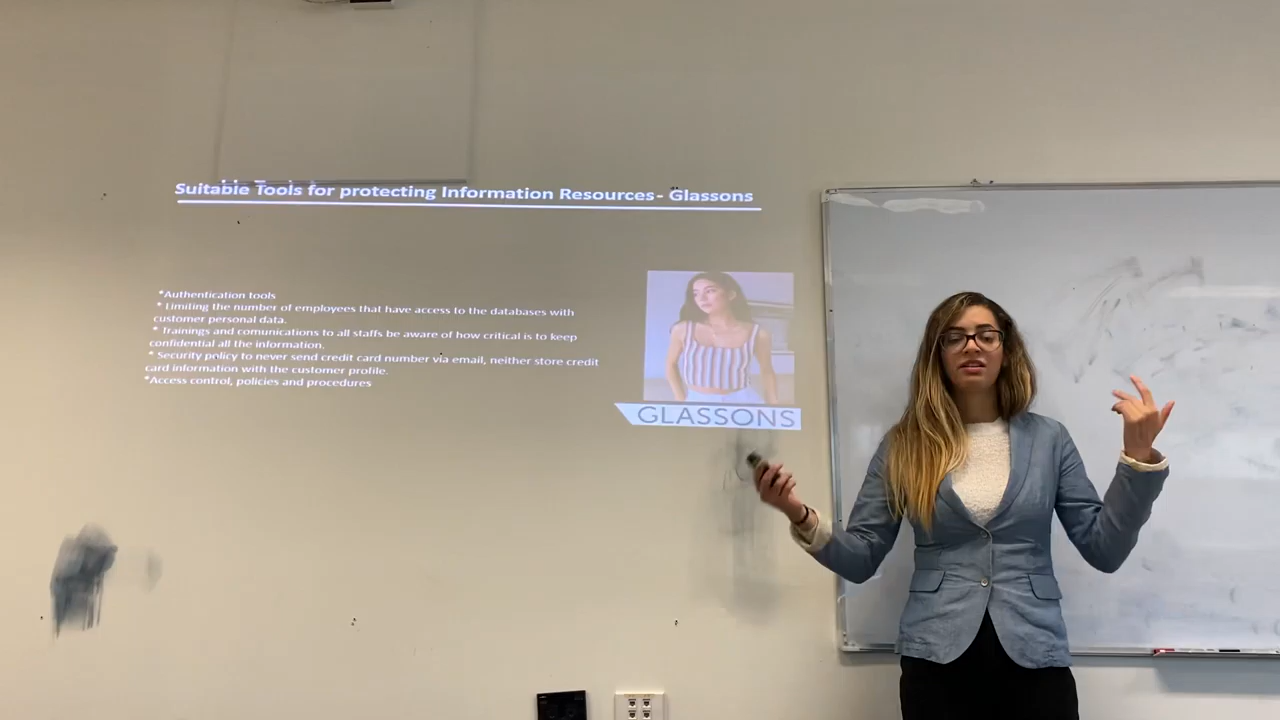 Suitable Tools for protecting Information Resources- Glassons
*Authentication tools
* Limiting the number of employees that have access to the databases with
customer personal data.
* Trainings and comunications to all staffs be aware of how critical is to keep
confidential all the information.
* Security policy to never send credit card number via email, neither store credit
card information with the customer profile.
*Access control, policies and procedures
GLASSONS